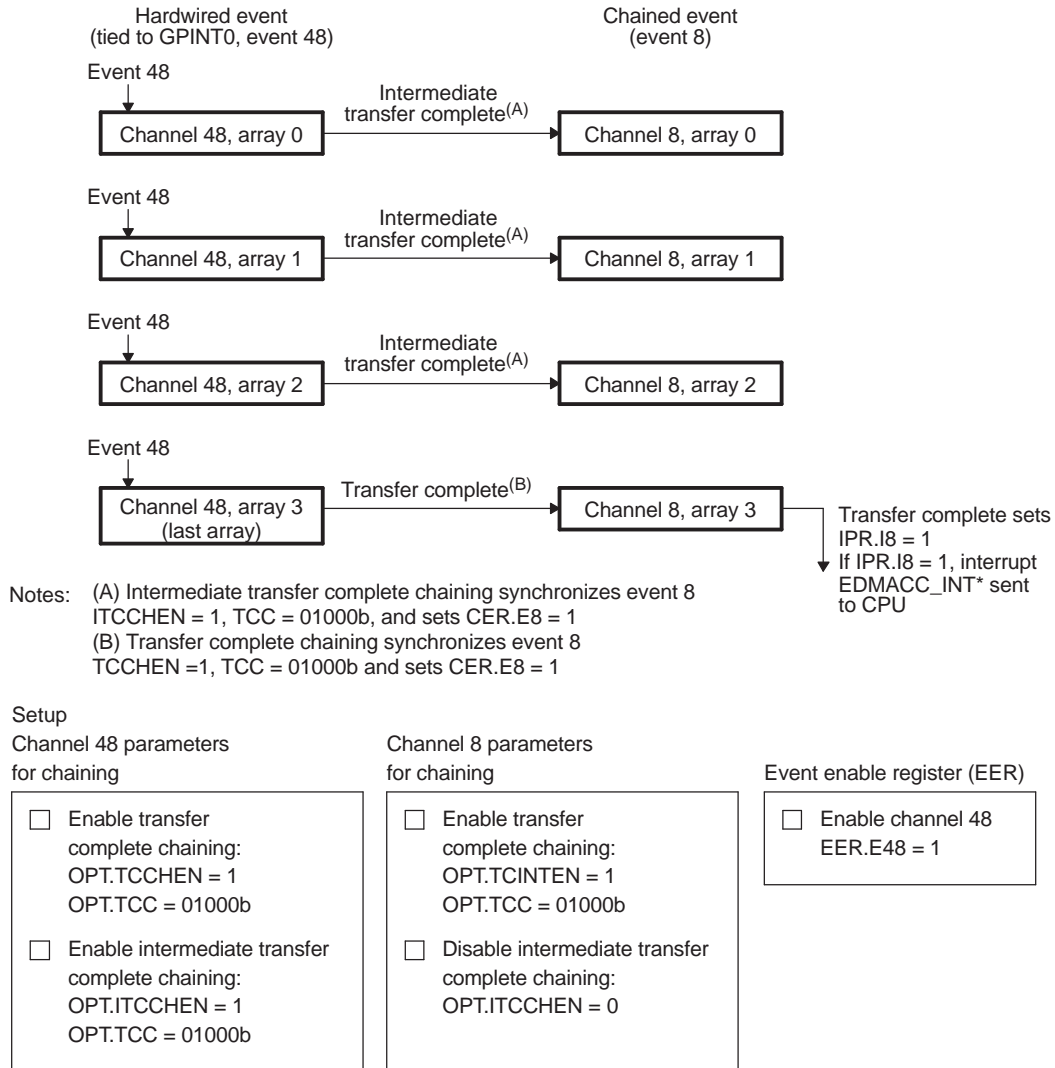 Hardwired event
(tied to GPINT0, event 48)
Chained event
(event 8)
Event 48
Channel 48, array 0
Intermediate
transfer complete(A)
Channel 8, array 0
Event 48
Channel 48, array 1
Intermediate
transfer complete(A)
Channel 8, array 1
Event 48
Channel 48, array 2
Intermediate
transfer complete(A)
Channel 8, array 2
Event 48
Channel 48, array 3
(last array)
Transfer complete(B)
Channel 8, array 3
Transfer complete sets
IPR.I8 = 1
If IPR.I8 = 1, interrupt
EDMACC_INT* sent
to CPU
Notes: (A) Intermediate transfer complete chaining synchronizes event 8
ITCCHEN = 1, TCC = 01000b, and sets CER.E8 = 1
(B) Transfer complete chaining synchronizes event 8
TCCHEN =1, TCC = 01000b and sets CER.E8 = 1
Setup
Channel 48 parameters
for chaining
Enable transfer
complete chaining:
OPT.TCCHEN = 1
OPT.TCC = 01000b
Enable intermediate transfer
complete chaining:
OPT.ITCCHEN = 1
OPT.TCC = 01000b
Channel 8 parameters
for chaining
Enable transfer
complete chaining:
OPT.TCINTEN = 1
OPT.TCC = 01000b
Disable intermediate transfer
complete chaining:
OPT.ITCCHEN = 0
Event enable register (EER)
Enable channel 48
EER.E48 = 1